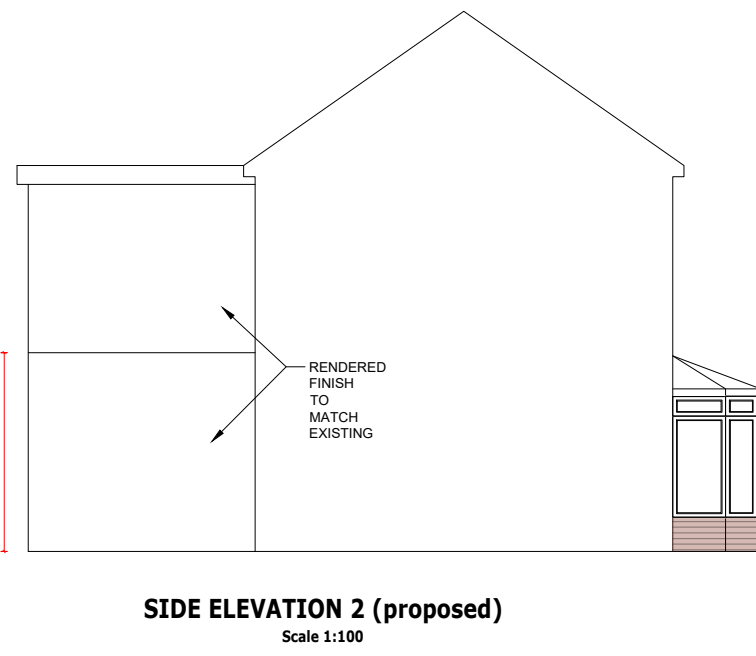 RENDERED
FINISH
TO
MATCH
EXISTING
SIDE ELEVATION 2 (proposed)
Scale 1:100